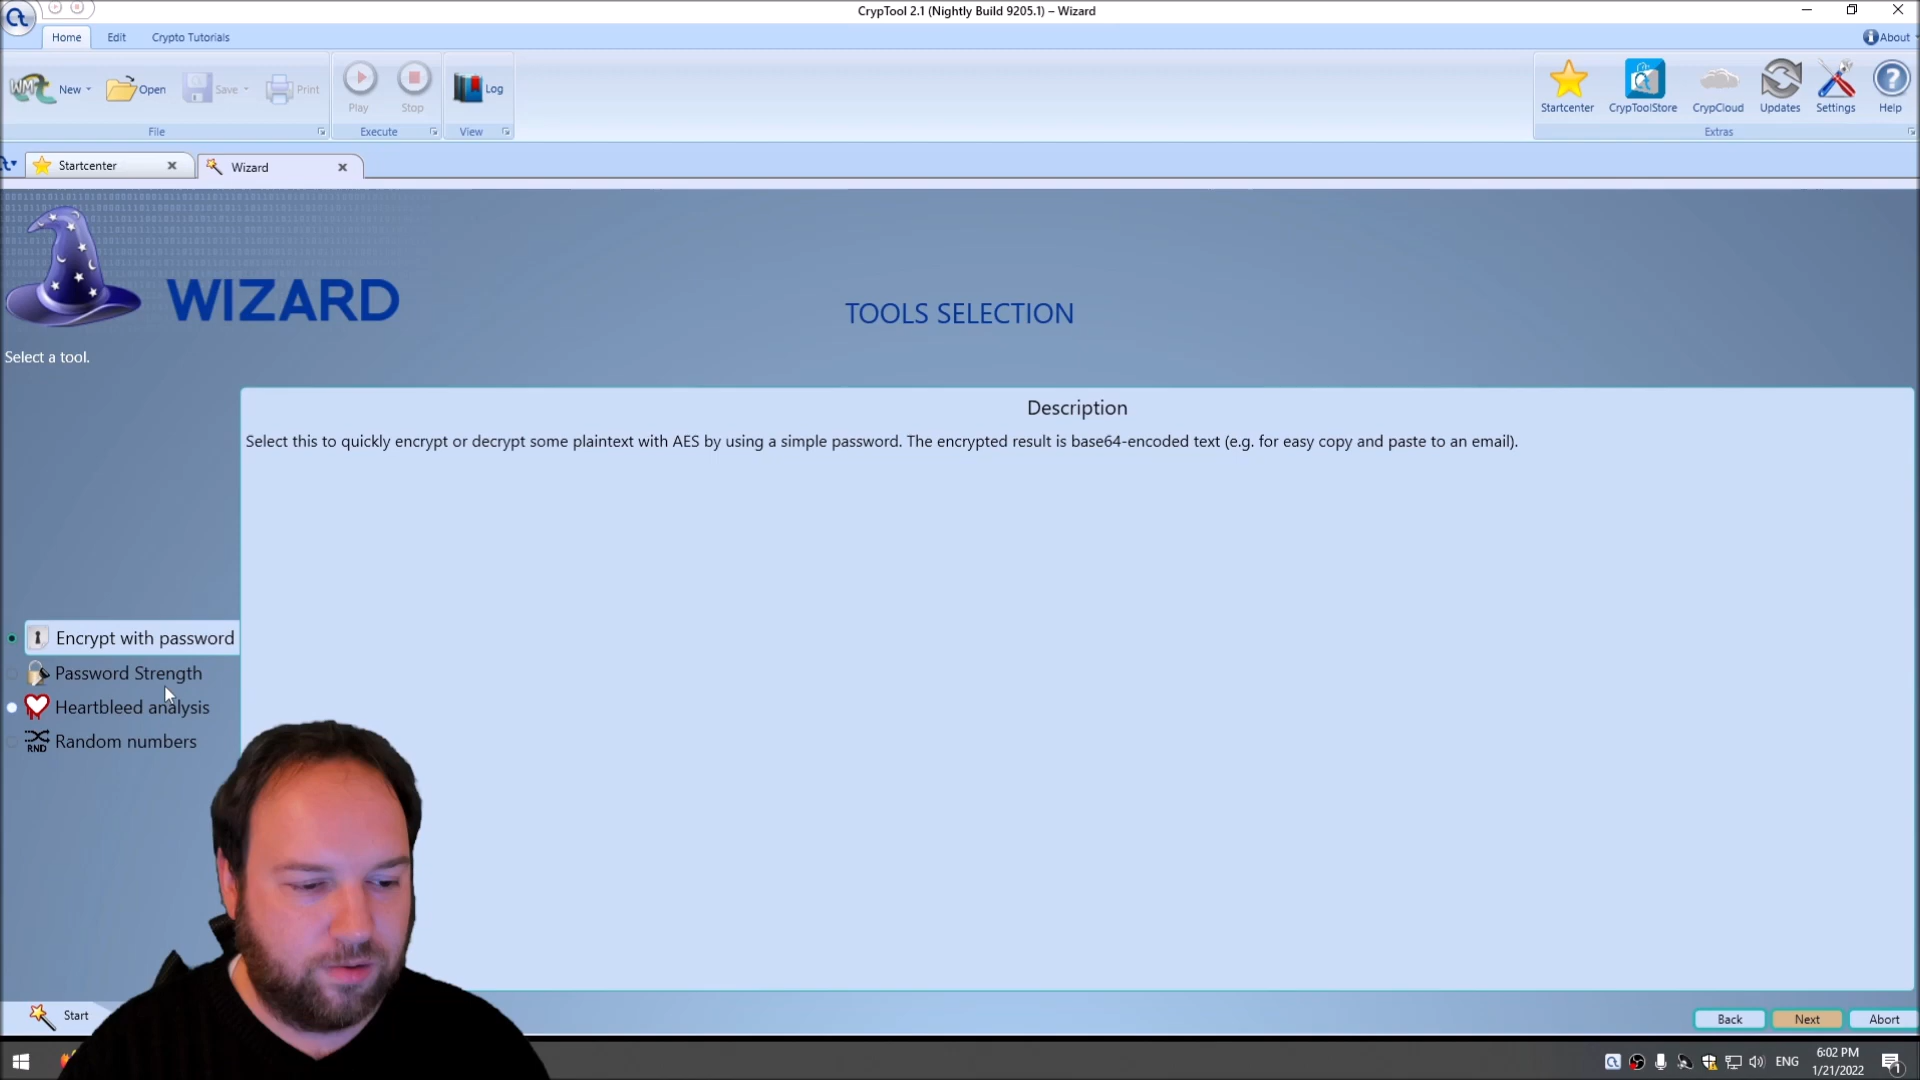 CrypTool 2.1 (Nightly Build 9205.1) – Wizard
Home Edit Crypto Tutorials About
New Open Save Print Play Stop Log Startcenter CrypToolStore CrypCloud Updates Settings Help
File Execute View Extras
Startcenter Wizard
WIZARD
TOOLS SELECTION
Select a tool.
Description
Select this to quickly encrypt or decrypt some plaintext with AES by using a simple password. The encrypted result is base64-encoded text (e.g. for easy copy and paste to an email).
Encrypt with password
Password Strength
Heartbleed analysis
RND Random numbers
Start Back Next Abort
ENG 6:02 PM
1/21/2022